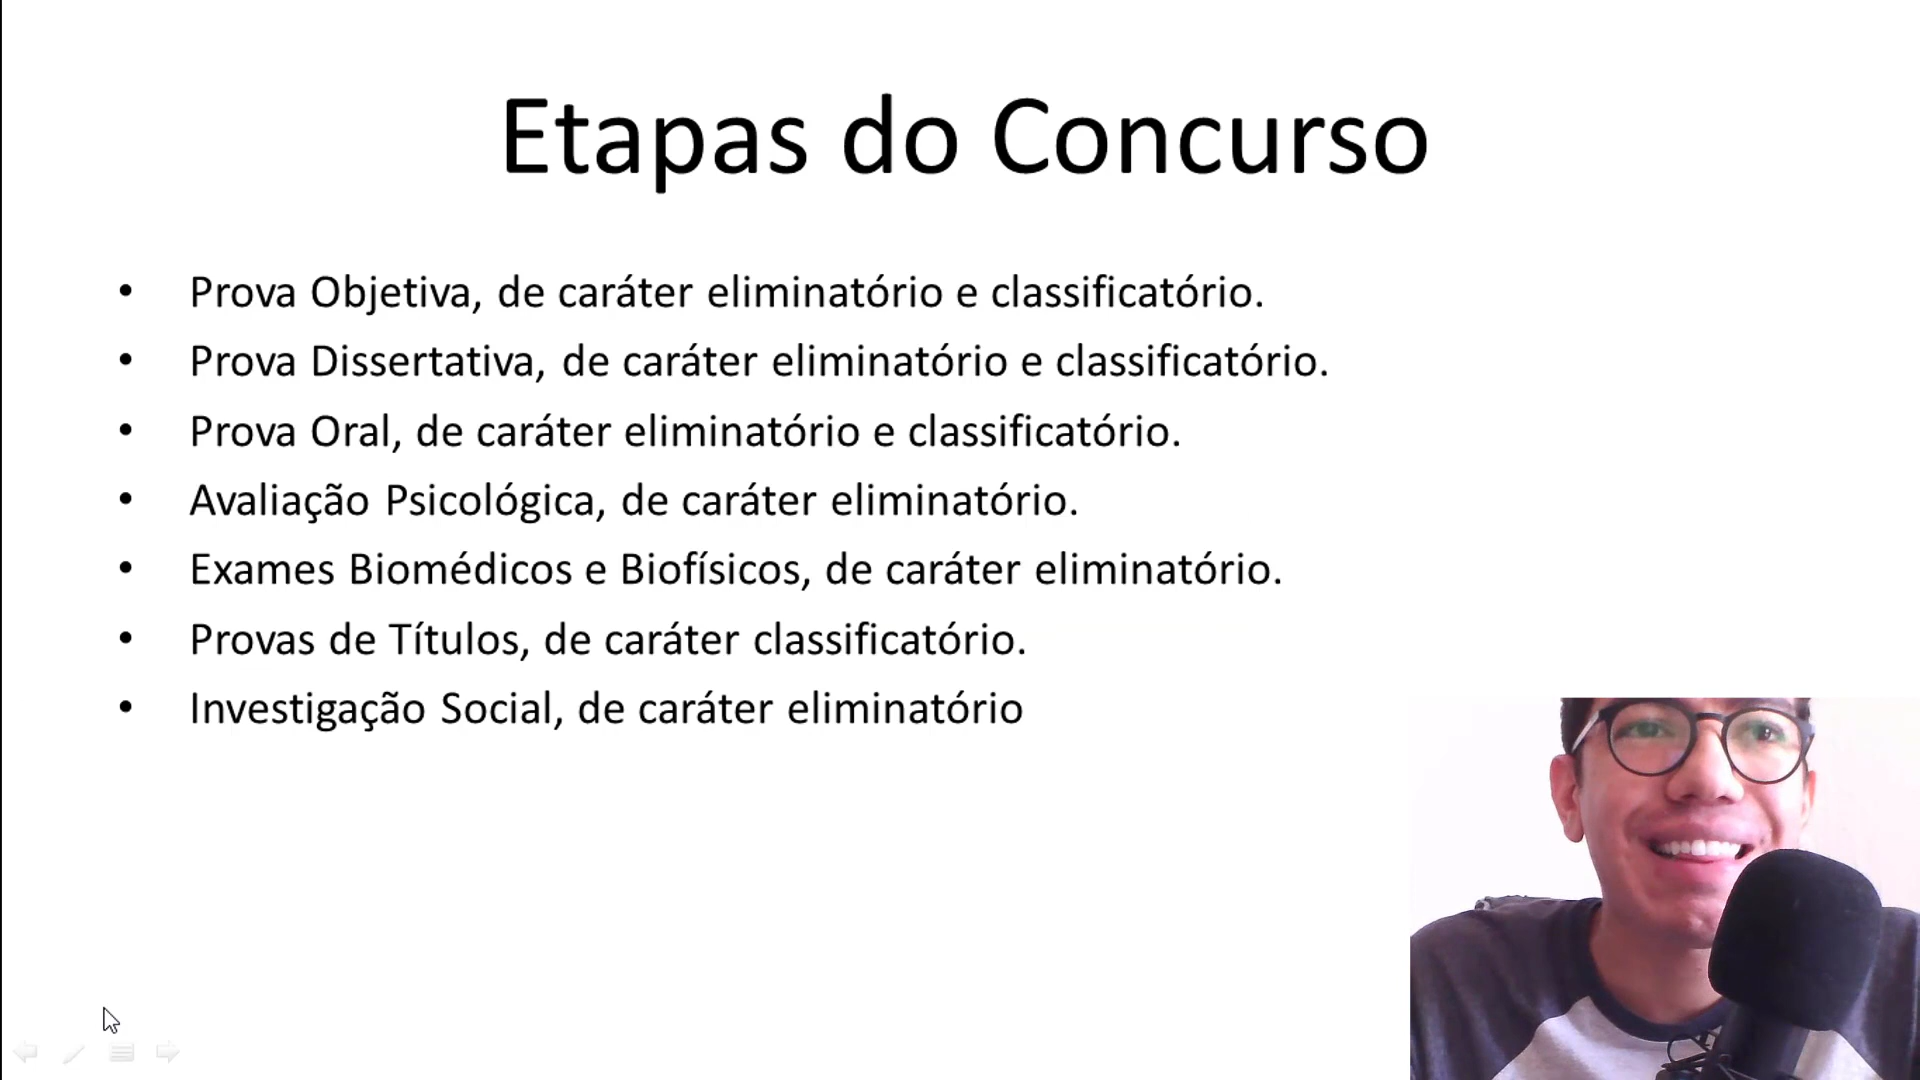 Etapas do Concurso
• Prova Objetiva, de caráter eliminatório e classificatório.
• Prova Dissertativa, de caráter eliminatório e classificatório.
• Prova Oral, de caráter eliminatório e classificatório.
• Avaliação Psicológica, de caráter eliminatório.
• Exames Biomédicos e Biofísicos, de caráter eliminatório.
• Provas de Títulos, de caráter classificatório.
• Investigação Social, de caráter eliminatório